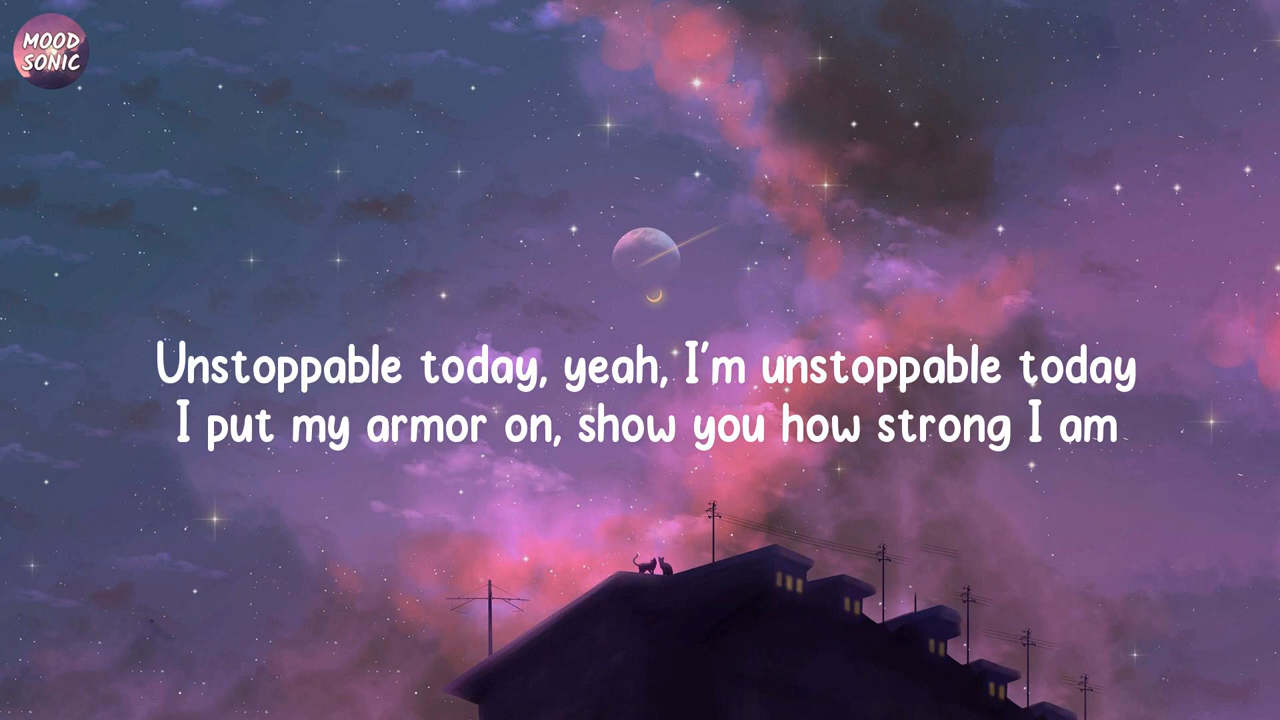 MOOD
SONIC
Unstoppable today, yeah, I'm unstoppable today
I put my armor on, show you how strong I am